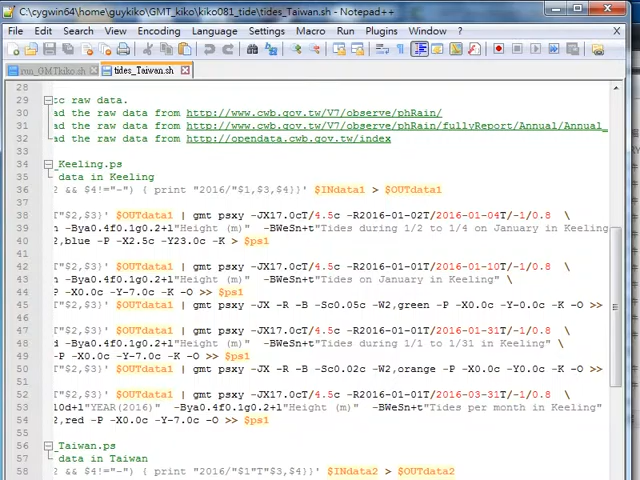 C:\cygwin64\home\guykiko\GMT_kiko\kiko081_tide\tides_Taiwan.sh - Notepad++
File Edit Search View Encoding Language Settings Macro Run Plugins Window ? X
run_GMTkiko.sh tides_Taiwan.sh
28
29 cc raw data.
30 ad the raw data from http://www.cwb.gov.tw/V7/observe/phRain/
31 ad the raw data from http://www.cwb.gov.tw/V7/observe/phRain/fullyReport/Annual/Annual_
32 ad the raw data from http://opendata.cwb.gov.tw/index
33
34 _Keeling.ps
35 data in Keeling
36 2 && $4!="-") { print "2016/"$1,$3,$4}}' $INdata1 > $OUTdata1
37
38 T"$2,$3}' $OUTdata1 | gmt psxy -JX17.0cT/4.5c -R2016-01-02T/2016-01-04T/-1/0.8 \
39 n -Bya0.4f0.1g0.2+l"Height (m)" -BWeSn+t"Tides during 1/2 to 1/4 on January in Keeling
40 2,blue -P -X2.5c -Y23.0c -K > $ps1
41
42 T"$2,$3}' $OUTdata1 | gmt psxy -JX17.0cT/4.5c -R2016-01-01T/2016-01-10T/-1/0.8 \
43 n -Bya0.4f0.1g0.2+l"Height (m)" -BWeSn+t"Tides on January in Keeling" \
44 P -X0.0c -Y-7.0c -K -O >> $ps1
45 T"$2,$3}' $OUTdata1 | gmt psxy -JX -R -B -Sc0.05c -W2,green -P -X0.0c -Y-0.0c -K -O >>
46
47 T"$2,$3}' $OUTdata1 | gmt psxy -JX17.0cT/4.5c -R2016-01-01T/2016-01-31T/-1/0.8 \
48 d -Bya0.4f0.1g0.2+l"Height (m)" -BWeSn+t"Tides during 1/1 to 1/31 in Keeling" \
49 -P -X0.0c -Y-7.0c -K -O >> $ps1
50 T"$2,$3}' $OUTdata1 | gmt psxy -JX -R -B -Sc0.02c -W2,orange -P -X0.0c -Y-0.0c -K -O >>
51
52 T"$2,$3}' $OUTdata1 | gmt psxy -JX17.0cT/4.5c -R2016-01-01T/2016-03-31T/-1/0.8 \
53 10d+l"YEAR(2016)" -Bya0.4f0.1g0.2+l"Height (m)" -BWeSn+t"Tides per month in Keeling
54 2,red -P -X0.0c -Y-7.0c -O >> $ps1
55
56 _Taiwan.ps
57 data in Taiwan
58 2 && $4!="-") { print "2016/"$1"T"$3,$4}}' $INdata2 > $OUTdata2